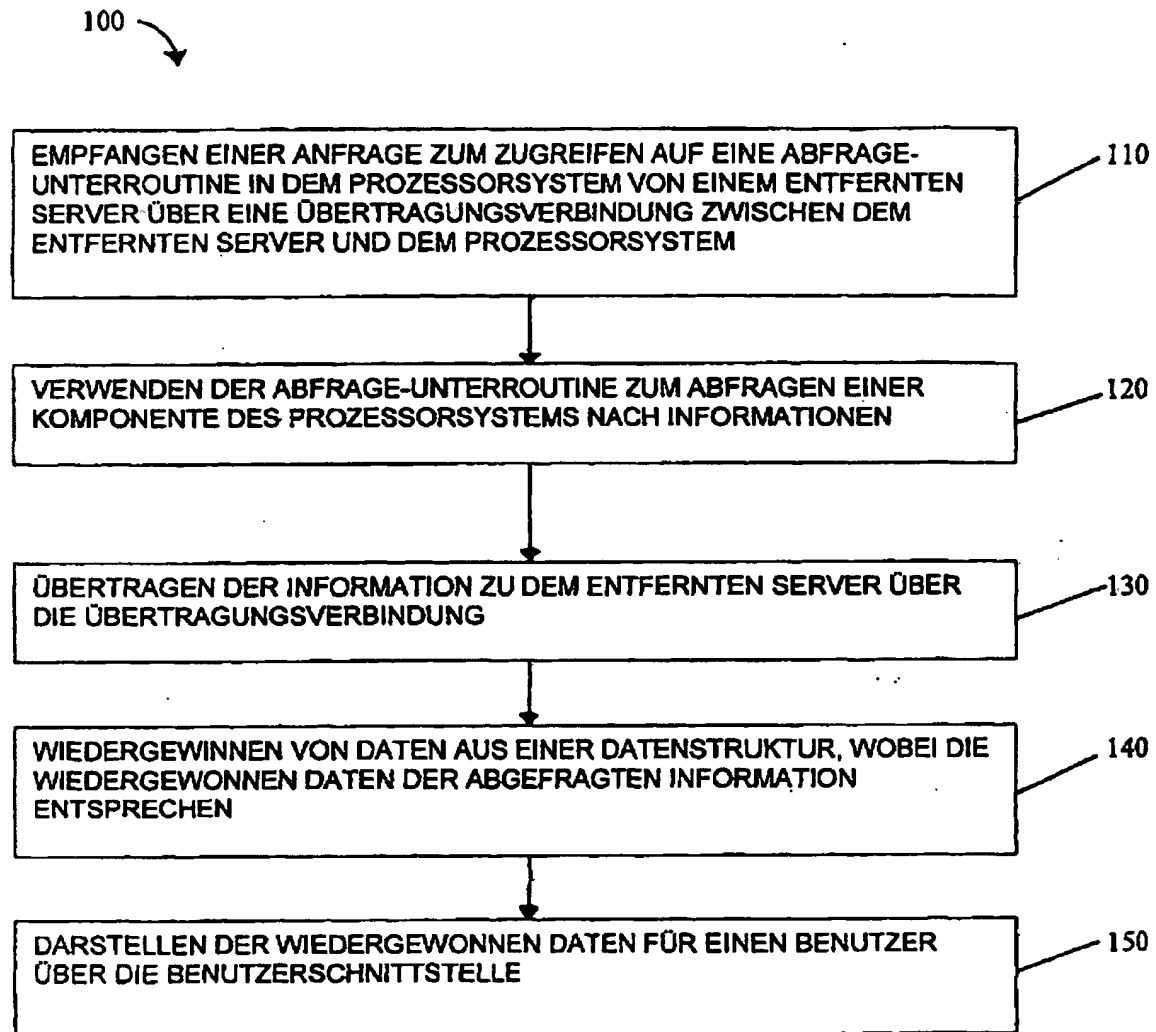 100
EMPFANGEN EINER ANFRAGE ZUM ZUGREIFEN AUF EINE ABFRAGE-
UNTERROUTINE IN DEM PROZESSORSYSTEM VON EINEM ENTFERNTEN
SERVER ÜBER EINE ÜBERTRAGUNGSVERBINDUNG ZWISCHEN DEM
ENTFERNTEN SERVER UND DEM PROZESSORSYSTEM
110
VERWENDEN DER ABFRAGE-UNTERROUTINE ZUM ABFRAGEN EINER
KOMPONENTE DES PROZESSORSYSTEMS NACH INFORMATIONEN
120
ÜBERTRAGEN DER INFORMATION ZU DEM ENTFERNTEN SERVER ÜBER
DIE ÜBERTRAGUNGSVERBINDUNG
130
WIEDERGEWINNEN VON DATEN AUS EINER DATENSTRUKTUR, WOBEI DIE
WIEDERGEWONNEN DATEN DER ABGEFRAGTEN INFORMATION
ENTSPRECHEN
140
DARSTELLEN DER WIEDERGEWONNEN DATEN FÜR EINEN BENUTZER
ÜBER DIE BENUTZERSCHNITTSTELLE
150